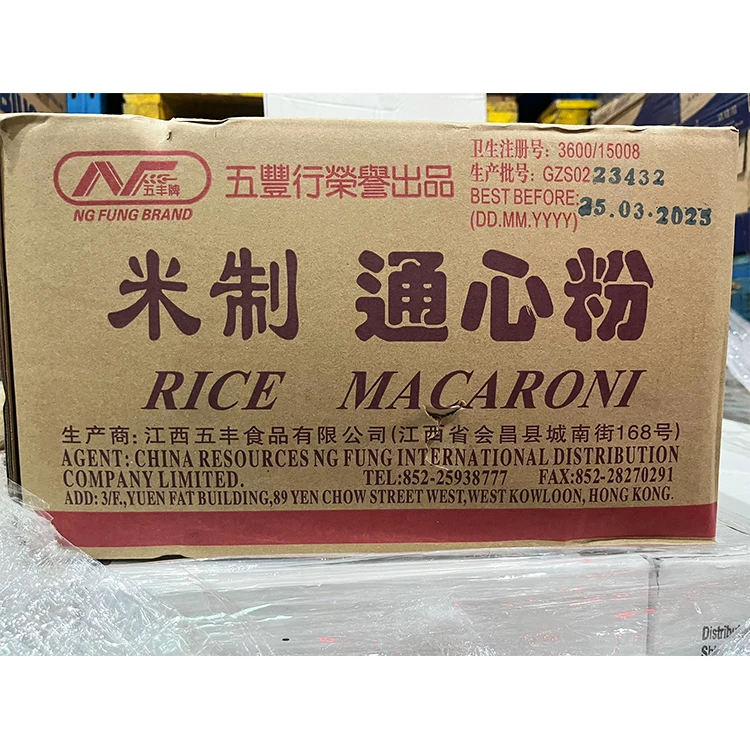 五丰牌
NG FUNG BRAND
五豐行榮譽出品
卫生注册号: 3600/15008
生产批号: GZS02 23432
BEST BEFORE:
(DD.MM.YYYY) 25.03.2025
米制 通心粉
RICE MACARONI
生产商:江西五丰食品有限公司(江西省会昌县城南街168号)
AGENT: CHINA RESOURCES NG FUNG INTERNATIONAL DISTRIBUTION
COMPANY LIMITED. TEL:852-25938777 FAX:852-28270291
ADD: 3/F.,YUEN FAT BUILDING,89 YEN CHOW STREET WEST,WEST KOWLOON, HONG KONG.